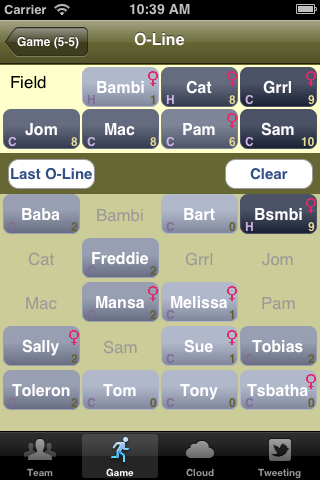 Carrier 10:39 AM
Game (5-5) O-Line
Field Bambi H 1 Cat H 8 Grrl C 9
Jom C 8 Mac C 8 Pam C 6 Sam C 10
Last O-Line Clear
Baba C 2 Bambi Bart C 0 Bsmbi H 9
Cat Freddie C 2 Grrl Jom
Mac Mansa C 2 Melissa C 1 Pam
Sally C 2 Sam Sue C 1 Tobias C 2
Toleron C 2 Tom C 0 Tony C 0 Tsbatha C 0
Team Game Cloud Tweeting